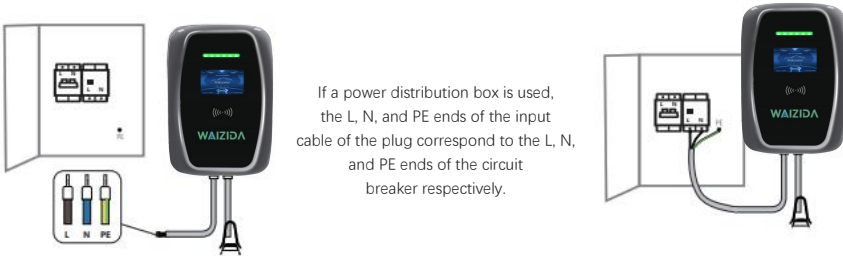 L N
L N
PE
WAIZIDA
L N PE
If a power distribution box is used,
the L, N, and PE ends of the input
cable of the plug correspond to the L, N,
and PE ends of the circuit
breaker respectively.
L N
L N
PE
WAIZIDA